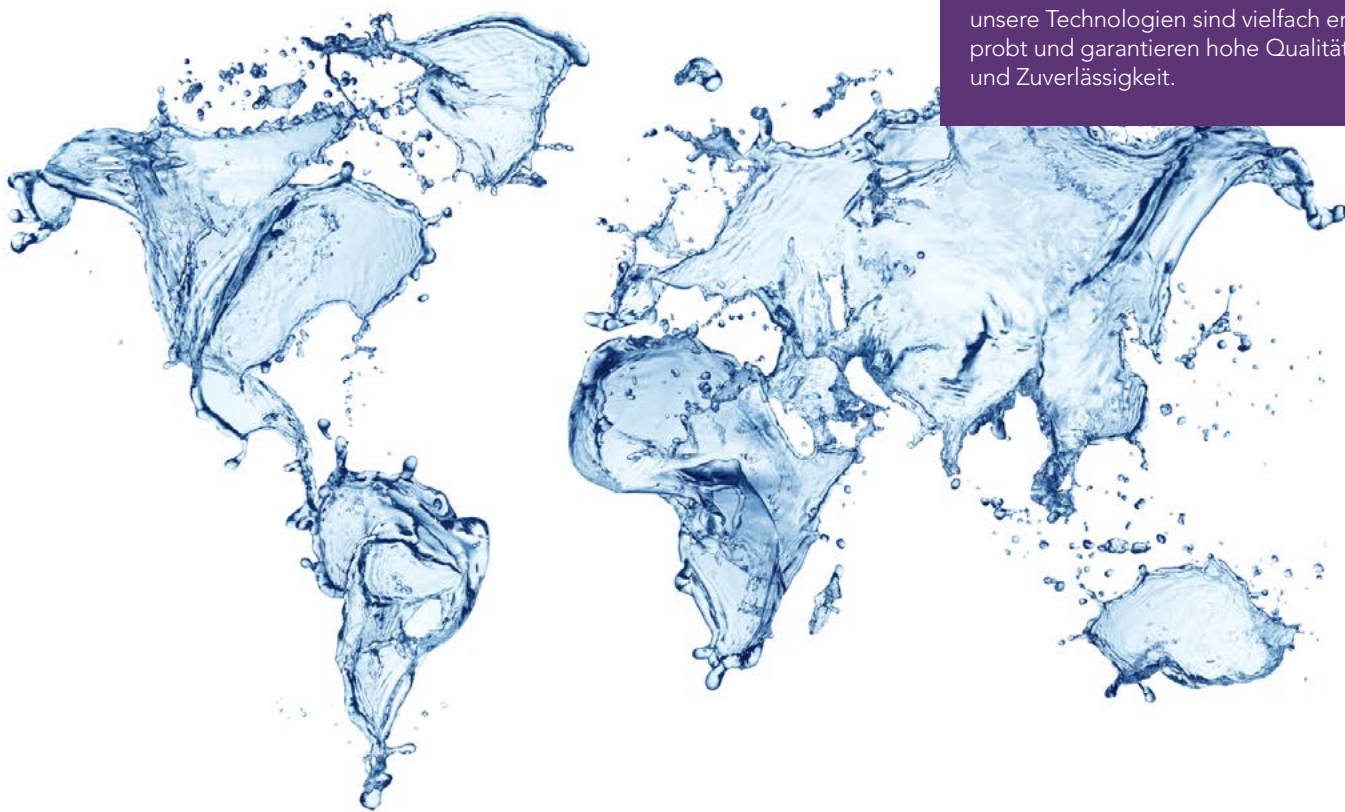 unsere Technologien sind vielfach er
probt und garantieren hohe Qualität
und Zuverlässigkeit.